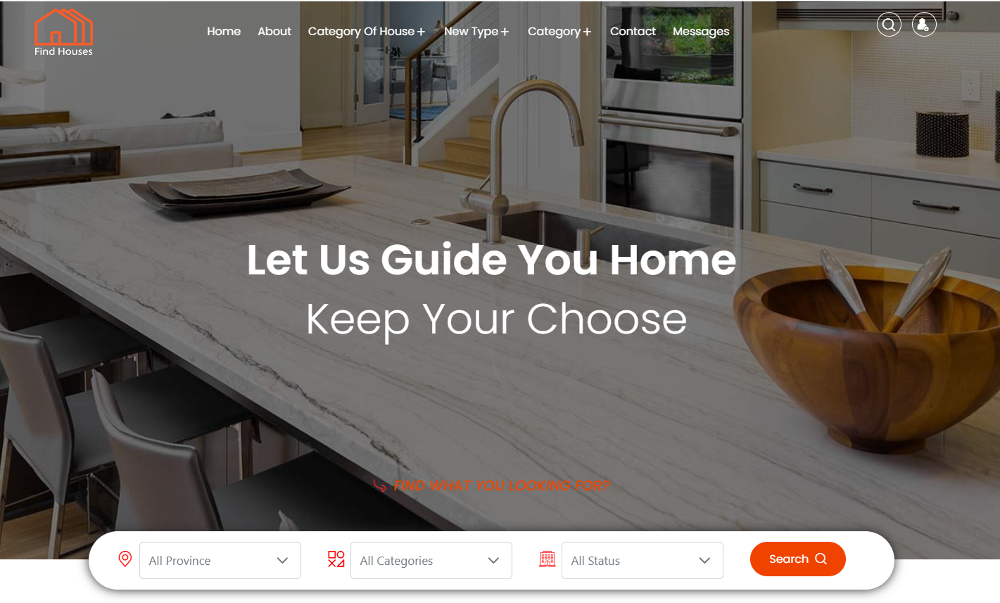 Find Houses
Home About Category Of House + New Type + Category + Contact Messages
Let Us Guide You Home
Keep Your Choose
FIND WHAT YOU LOOKING FOR?
All Province All Categories All Status Search